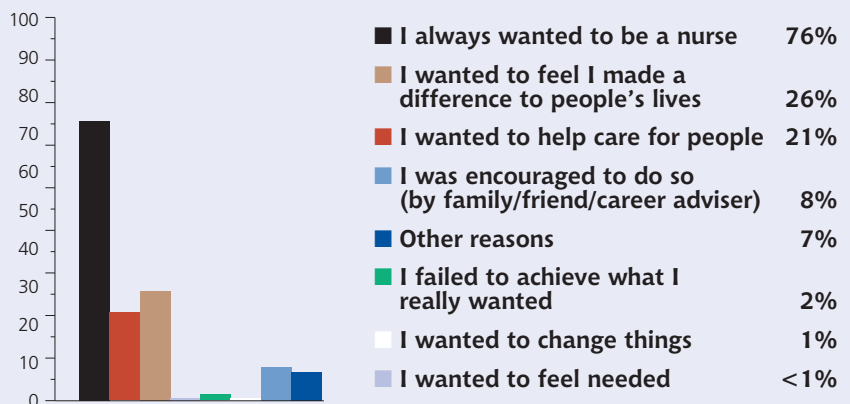 100
90
80
70
60
50
40
30
20
10
0
I always wanted to be a nurse 76%
I wanted to feel I made a
difference to people’s lives 26%
I wanted to help care for people 21%
I was encouraged to do so
(by family/friend/career adviser) 8%
Other reasons 7%
I failed to achieve what I
really wanted 2%
I wanted to change things 1%
I wanted to feel needed <1%